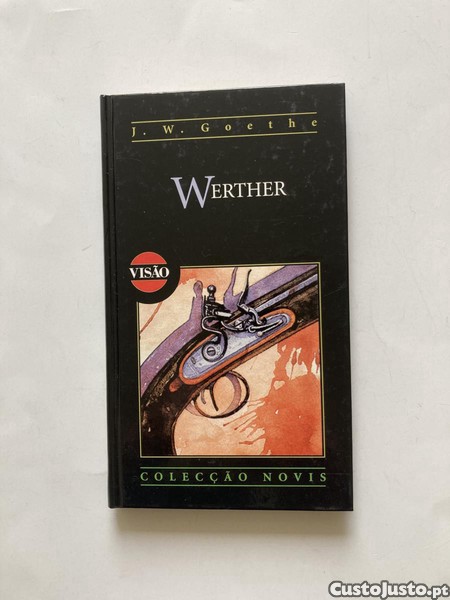 J. W. Goethe
WERTHER
VISÃO
COLECÇÃO NOVIS
CustoJusto.pt